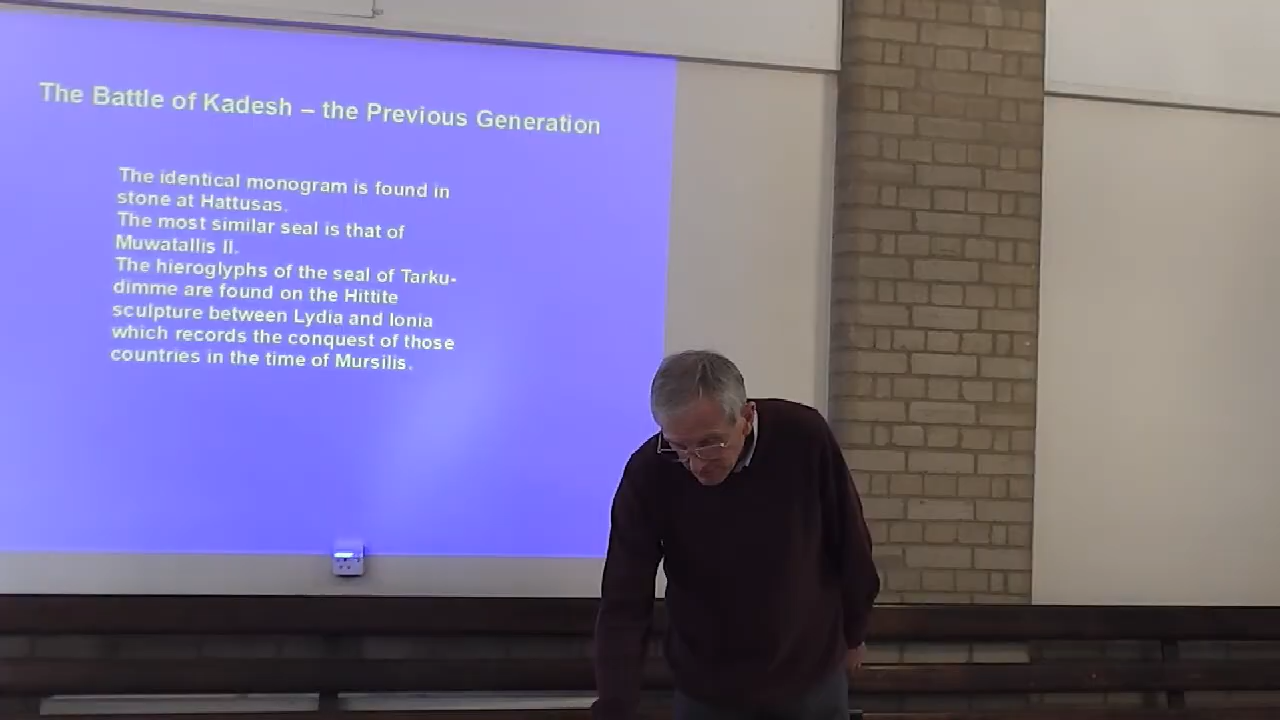 The Battle of Kadesh – the Previous Generation
The identical monogram is found in
stone at Hattusas.
The most similar seal is that of
Muwatallis II.
The hieroglyphs of the seal of Tarku-
dimme are found on the Hittite
sculpture between Lydia and Ionia
which records the conquest of those
countries in the time of Mursilis.